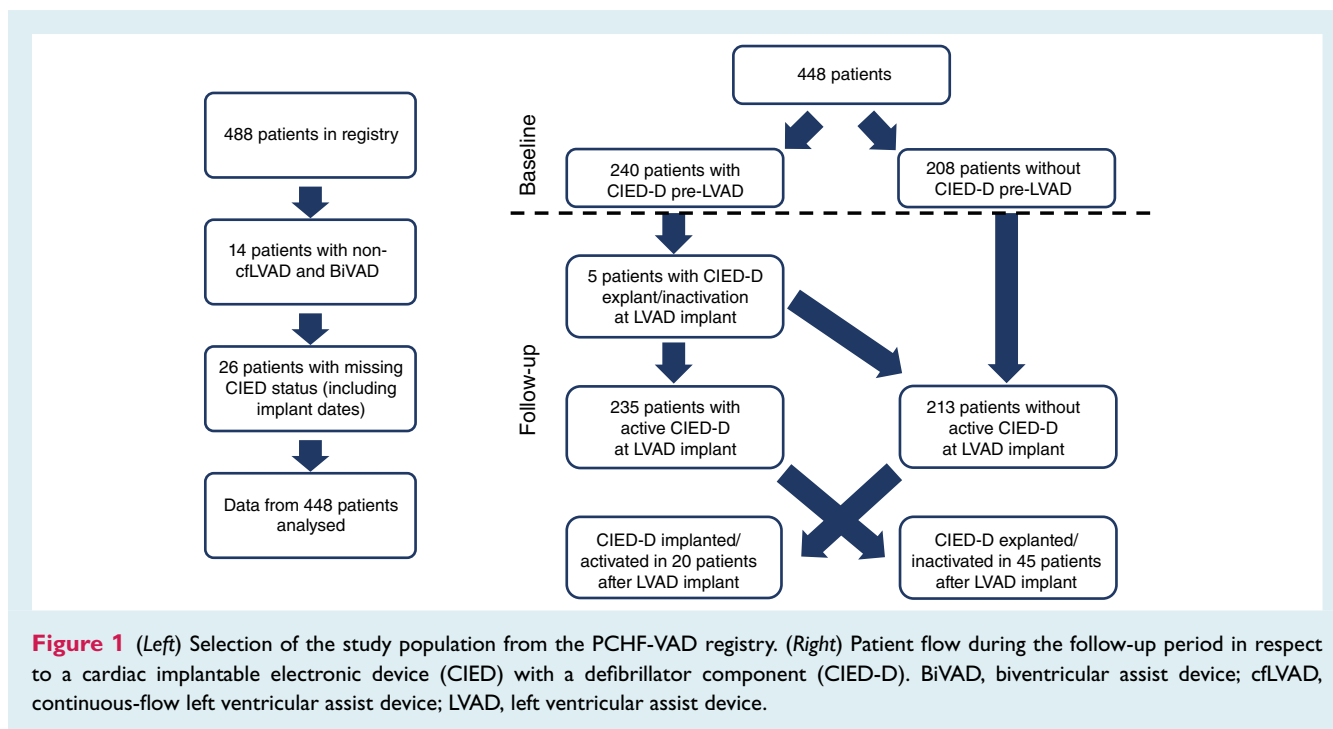 488 patients in registry
14 patients with non-
cfLVAD and BiVAD
26 patients with missing
CIED status (including
implant dates)
Data from 448 patients
analysed
Baseline
Follow-up
448 patients
240 patients with
CIED-D pre-LVAD
208 patients without
CIED-D pre-LVAD
5 patients with CIED-D
explant/inactivation
at LVAD implant
235 patients with
active CIED-D
at LVAD implant
213 patients without
active CIED-D
at LVAD implant
CIED-D implanted/
activated in 20 patients
after LVAD implant
CIED-D explanted/
inactivated in 45 patients
after LVAD implant
Figure 1 (Left) Selection of the study population from the PCHF-VAD registry. (Right) Patient flow during the follow-up period in respect
to a cardiac implantable electronic device (CIED) with a defibrillator component (CIED-D). BiVAD, biventricular assist device; cfLVAD,
continuous-flow left ventricular assist device; LVAD, left ventricular assist device.